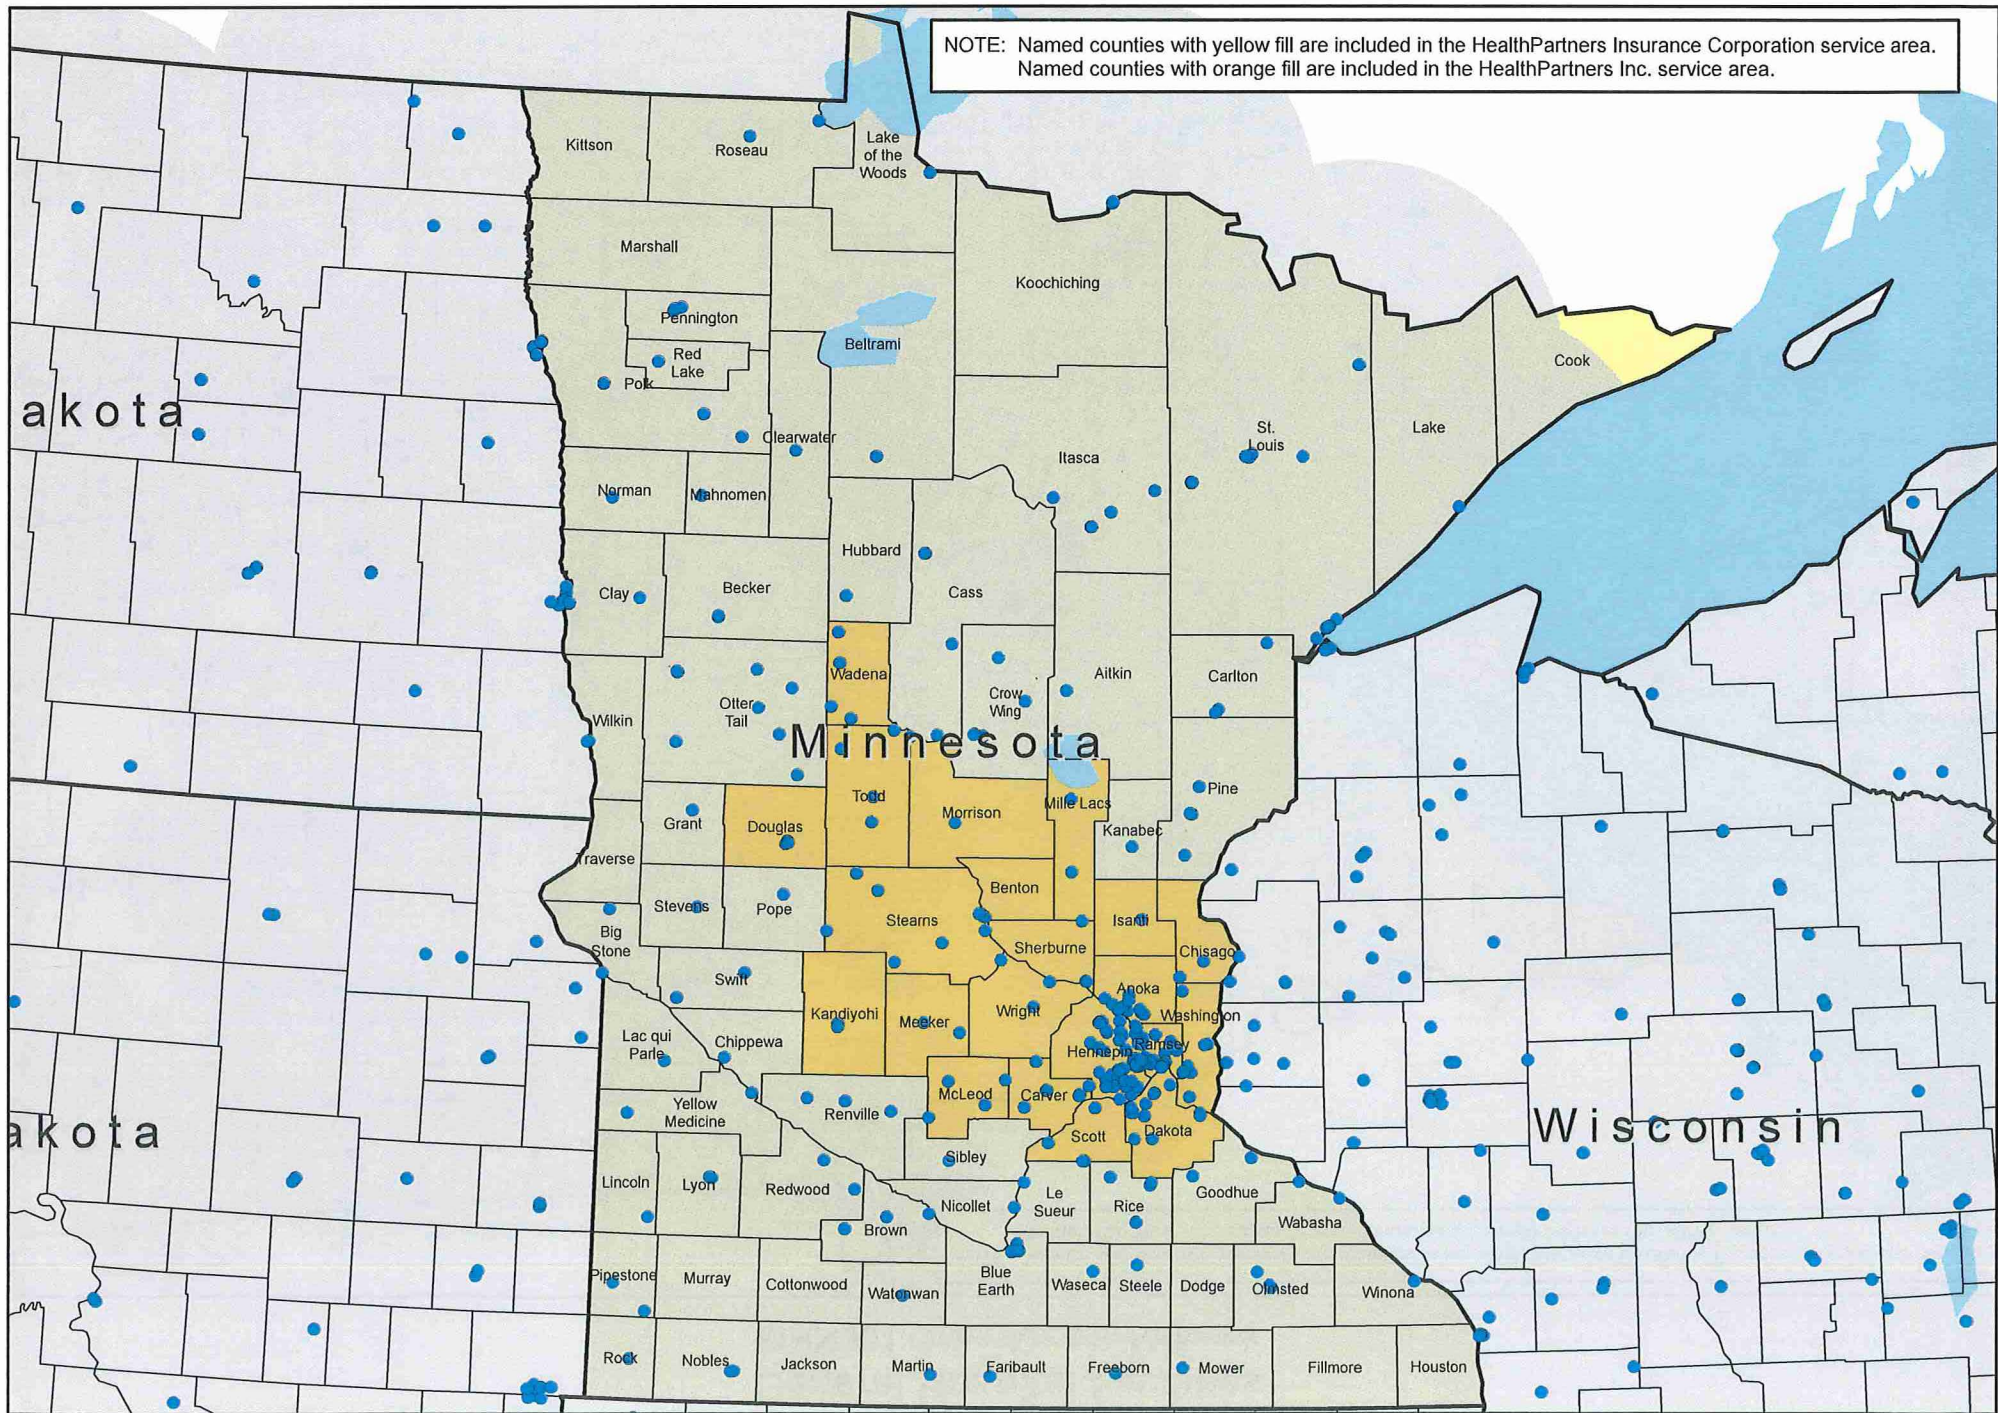 NOTE: Named counties with yellow fill are included in the HealthPartners Insurance Corporation service area.
Named counties with orange fill are included in the HealthPartners Inc. service area.
Kittson
Roseau
Lake
of the
Woods
Marshall
Koochiching
Pennington
Red
Lake
Beltrami
Cook
Polk
akota
Clearwater
St.
Louis
Lake
Itasca
Norman
Mahnomen
Hubbard
Clay
Becker
Cass
Wadena
Aitkin
Carlton
Otter
Tail
Crow
Wing
Wilkin
Minnesota
Pine
Todd
Mille Lacs
Grant
Douglas
Morrison
Kanabec
Traverse
Benton
Stevens
Pope
Stearns
Isanti
Big
Stone
Sherburne
Chisago
Swift
Anoka
Kandiyohi
Meeker
Wright
Washington
Lac qui
Parle
Chippewa
Hennepin
Ramsey
McLeod
Carver
Yellow
Medicine
Renville
akota
Scott
Dakota
Wisconsin
Sibley
Lincoln
Lyon
Redwood
Nicollet
Le
Sueur
Rice
Goodhue
Brown
Wabasha
Pipestone
Murray
Cottonwood
Watonwan
Blue
Earth
Waseca
Steele
Dodge
Olmsted
Winona
Rock
Nobles
Jackson
Martin
Faribault
Freeborn
Mower
Fillmore
Houston